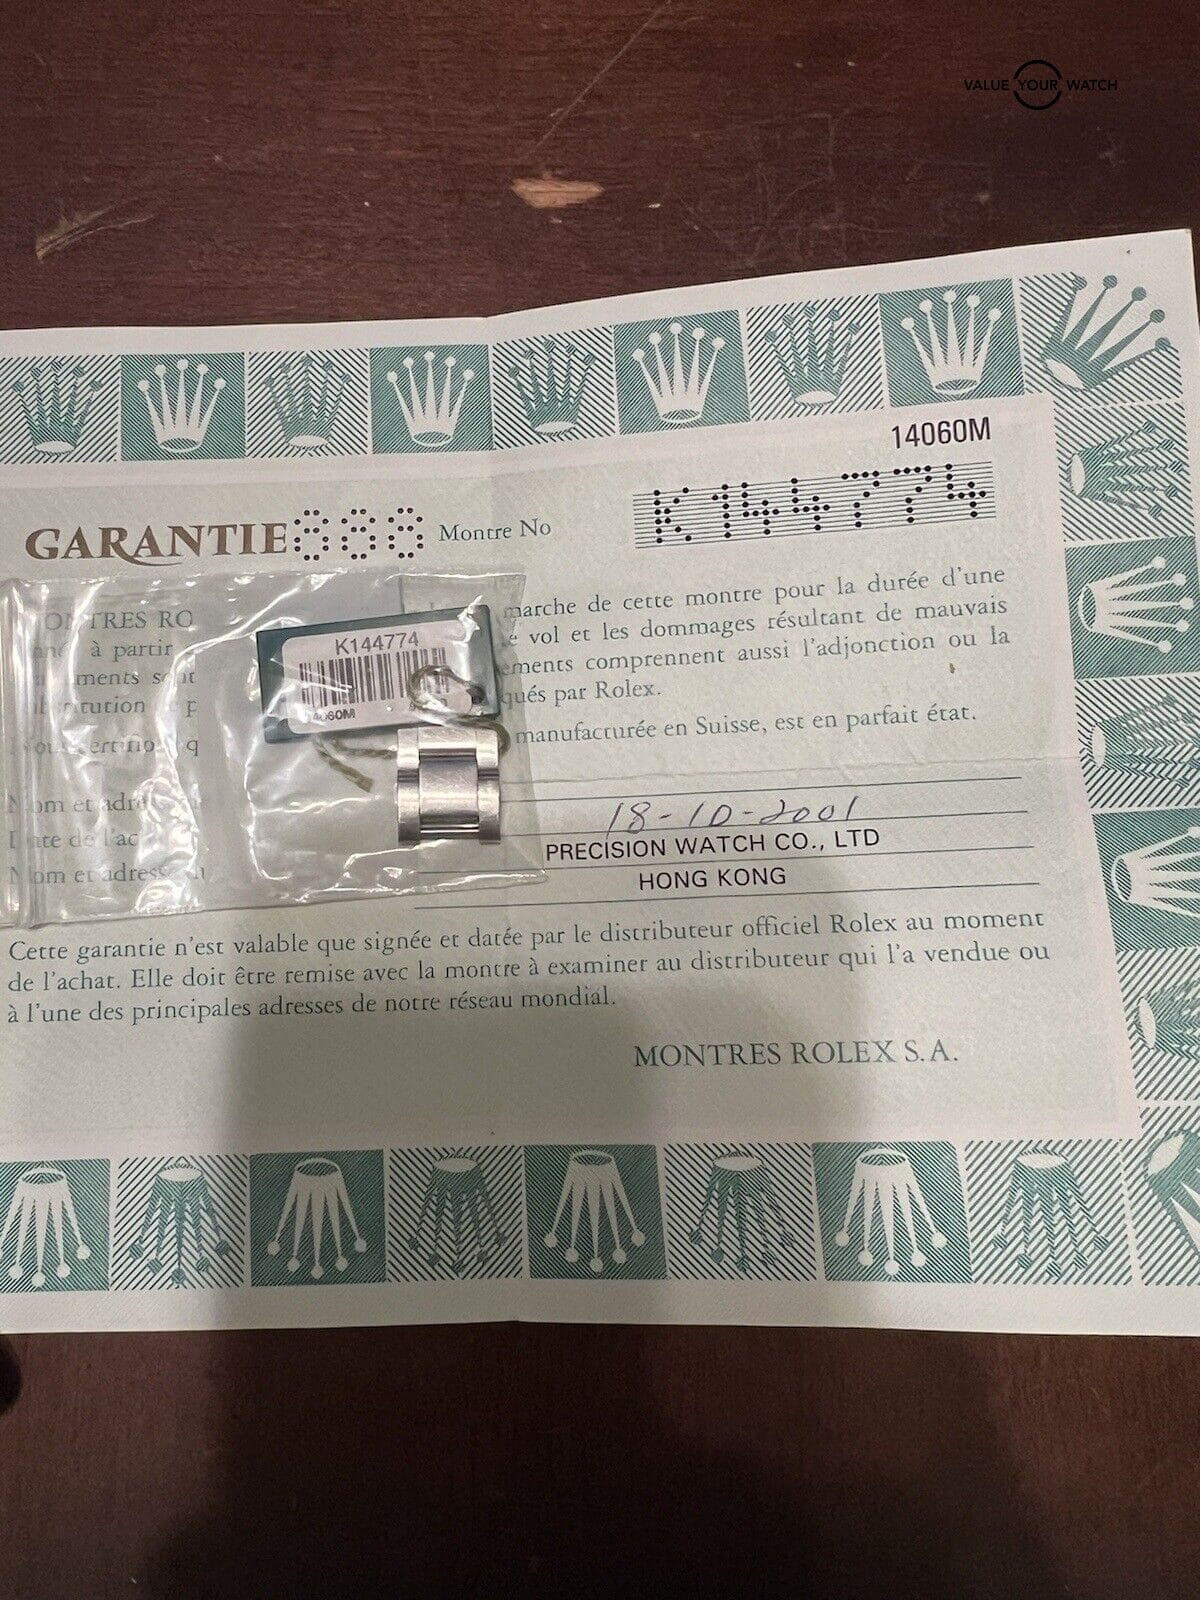 VALUE YOUR WATCH
14060M
GARANTIE 888 Montre No K144774
marche de cette montre pour la durée d'une
à partir vol et les dommages résultant de mauvais
comprennent aussi l'adjonction ou la
par Rolex.
manufacturée en Suisse, est en parfait état.
K144774
18-10-2001
PRECISION WATCH CO., LTD
HONG KONG
Cette garantie n'est valable que signée et datée par le distributeur officiel Rolex au moment
de l'achat. Elle doit être remise avec la montre à examiner au distributeur qui l'a vendue ou
à l'une des principales adresses de notre réseau mondial.
MONTRES ROLEX S.A.